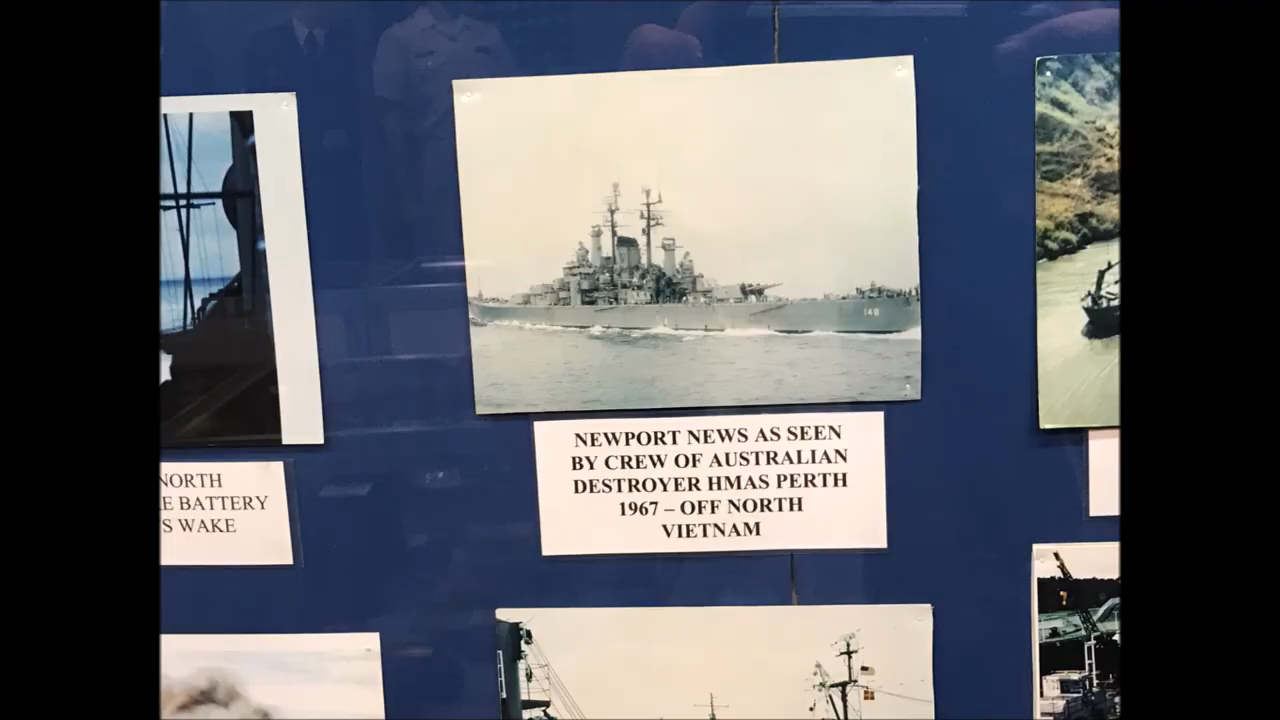 148
NEWPORT NEWS AS SEEN
BY CREW OF AUSTRALIAN
DESTROYER HMAS PERTH
1967 – OFF NORTH
VIETNAM
NORTH
BATTERY
WAKE